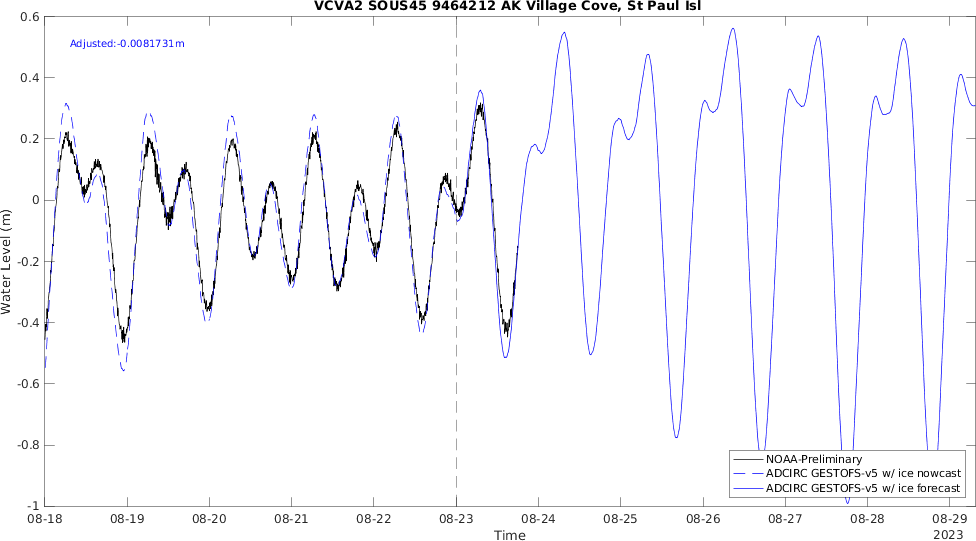 VCVA2 SOUS45 9464212 AK Village Cove, St Paul Isl
Adjusted:-0.0081731m
Water Level (m)
0.6
0.4
0.2
0
-0.2
-0.4
-0.6
-0.8
-1
NOAA-Preliminary
ADCIRC GESTOFS-v5 w/ ice nowcast
ADCIRC GESTOFS-v5 w/ ice forecast
08-18 08-19 08-20 08-21 08-22 08-23 08-24 08-25 08-26 08-27 08-28 08-29
Time
2023